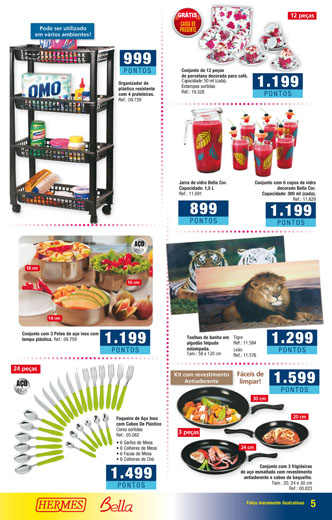 Pode ser utilizado
em vários ambientes!
999
PONTOS
Organizador de
plástico resistente
com 4 prateleiras.
Ref.: 09.729
OMO
GRÁTIS
CAIXA DE
PRESENTE
12 peças
Conjunto de 12 peças
de porcelana decorada para café.
Capacidade: 50 ml (cada).
Estampas sortidas
Ref.: 19.328
1.199
PONTOS
Jarra de vidro Bella Cor.
Capacidade: 1,5 L
Ref.: 11.691
899
PONTOS
Conjunto com 6 copos de vidro
decorado Bella Cor.
Capacidade: 300 ml (cada).
Ref.: 11.629
1.199
PONTOS
AÇO
18 cm
16 cm
14 cm
Conjunto com 3 Potes de aço inox com
tampa plástica. Ref.: 09.759
1.199
PONTOS
Toalhas de banho em
algodão felpudo
estampada.
Tam.: 58 x 120 cm
Tigre
Ref.: 11.584
Leão
Ref.: 11.576
1.299
PONTOS
24 peças
AÇO
Faqueiro de Aço Inox
com Cabos De Plástico
Cores sortidas
Ref.: 05.062
• 6 Garfos de Mesa
• 6 Colheres de Mesa
• 6 Facas de Mesa
• 6 Colheres de Chá
1.499
PONTOS
Kit com revestimento
Antiaderente
Fáceis de
limpar!
1.599
PONTOS
30 cm
20 cm
24 cm
3 peças
Conjunto com 3 frigideiras
de aço esmaltado com revestimento
antiaderente e cabos de baquelite.
Tam.: 20, 24 e 30 cm
Ref.: 00.823
HERMES
Bella
Fotos meramente ilustrativas
5